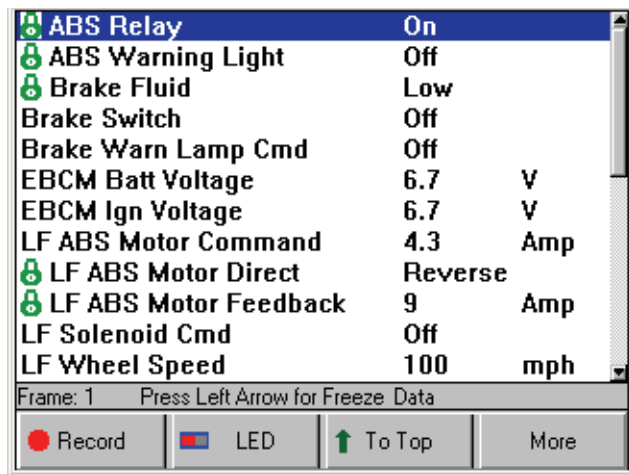 ABS Relay On
ABS Warning Light Off
Brake Fluid Low
Brake Switch Off
Brake Warn Lamp Cmd Off
EBCM Batt Voltage 6.7 V
EBCM Ign Voltage 6.7 V
LF ABS Motor Command 4.3 Amp
LF ABS Motor Direct Reverse
LF ABS Motor Feedback 9 Amp
LF Solenoid Cmd Off
LF Wheel Speed 100 mph
Frame: 1 Press Left Arrow for Freeze Data
Record LED To Top More